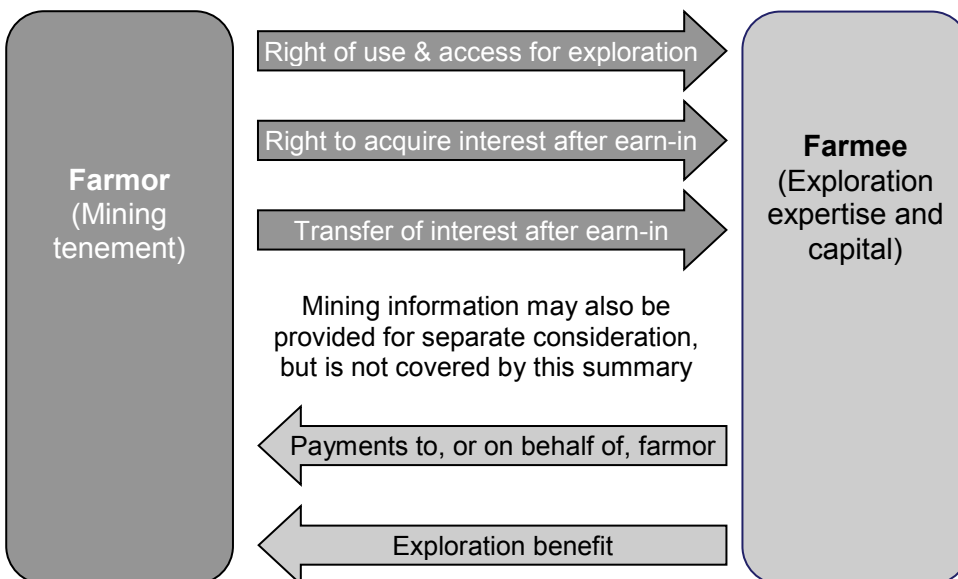 Farmor
(Mining
tenement)
Right of use & access for exploration
Right to acquire interest after earn-in
Transfer of interest after earn-in
Mining information may also be
provided for separate consideration,
but is not covered by this summary
Payments to, or on behalf of, farmor
Exploration benefit
Farmee
(Exploration
expertise and
capital)